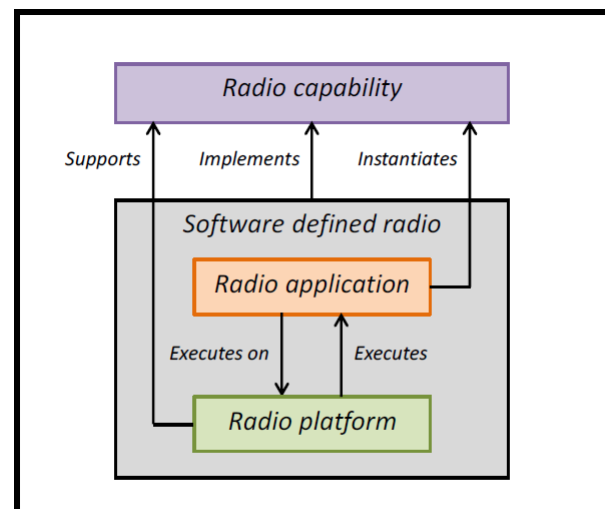 Radio capability
Supports
Implements
Instantiates
Software defined radio
Radio application
Executes on
Executes
Radio platform